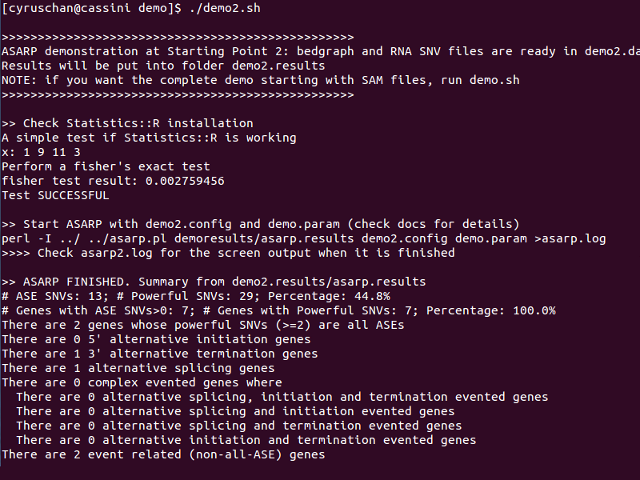 [cyruschan@cassini demo]$ ./demo2.sh
>>>>>>>>>>>>>>>>>>>>>>>>>>>>>>>>>>>>>>>>>>>>>>>>>
ASARP demonstration at Starting Point 2: bedgraph and RNA SNV files are ready in demo2.da
Results will be put into folder demo2.results
NOTE: if you want the complete demo starting with SAM files, run demo.sh
>>>>>>>>>>>>>>>>>>>>>>>>>>>>>>>>>>>>>>>>>>>>>>>>>
>> Check Statistics::R installation
A simple test if Statistics::R is working
x: 1 9 11 3
Perform a fisher's exact test
fisher test result: 0.002759456
Test SUCCESSFUL
>> Start ASARP with demo2.config and demo.param (check docs for details)
perl -I ../ ../asarp.pl demoresults/asarp.results demo2.config demo.param >asarp.log
>>>> Check asarp2.log for the screen output when it is finished
>> ASARP FINISHED. Summary from demo2.results/asarp.results
# ASE SNVs: 13; # Powerful SNVs: 29; Percentage: 44.8%
# Genes with ASE SNVs>0: 7; # Genes with Powerful SNVs: 7; Percentage: 100.0%
There are 2 genes whose powerful SNVs (>=2) are all ASEs
There are 0 5' alternative initiation genes
There are 1 3' alternative termination genes
There are 1 alternative splicing genes
There are 0 complex evented genes where
  There are 0 alternative splicing, initiation and termination evented genes
  There are 0 alternative splicing and initiation evented genes
  There are 0 alternative splicing and termination evented genes
  There are 0 alternative initiation and termination evented genes
There are 2 event related (non-all-ASE) genes